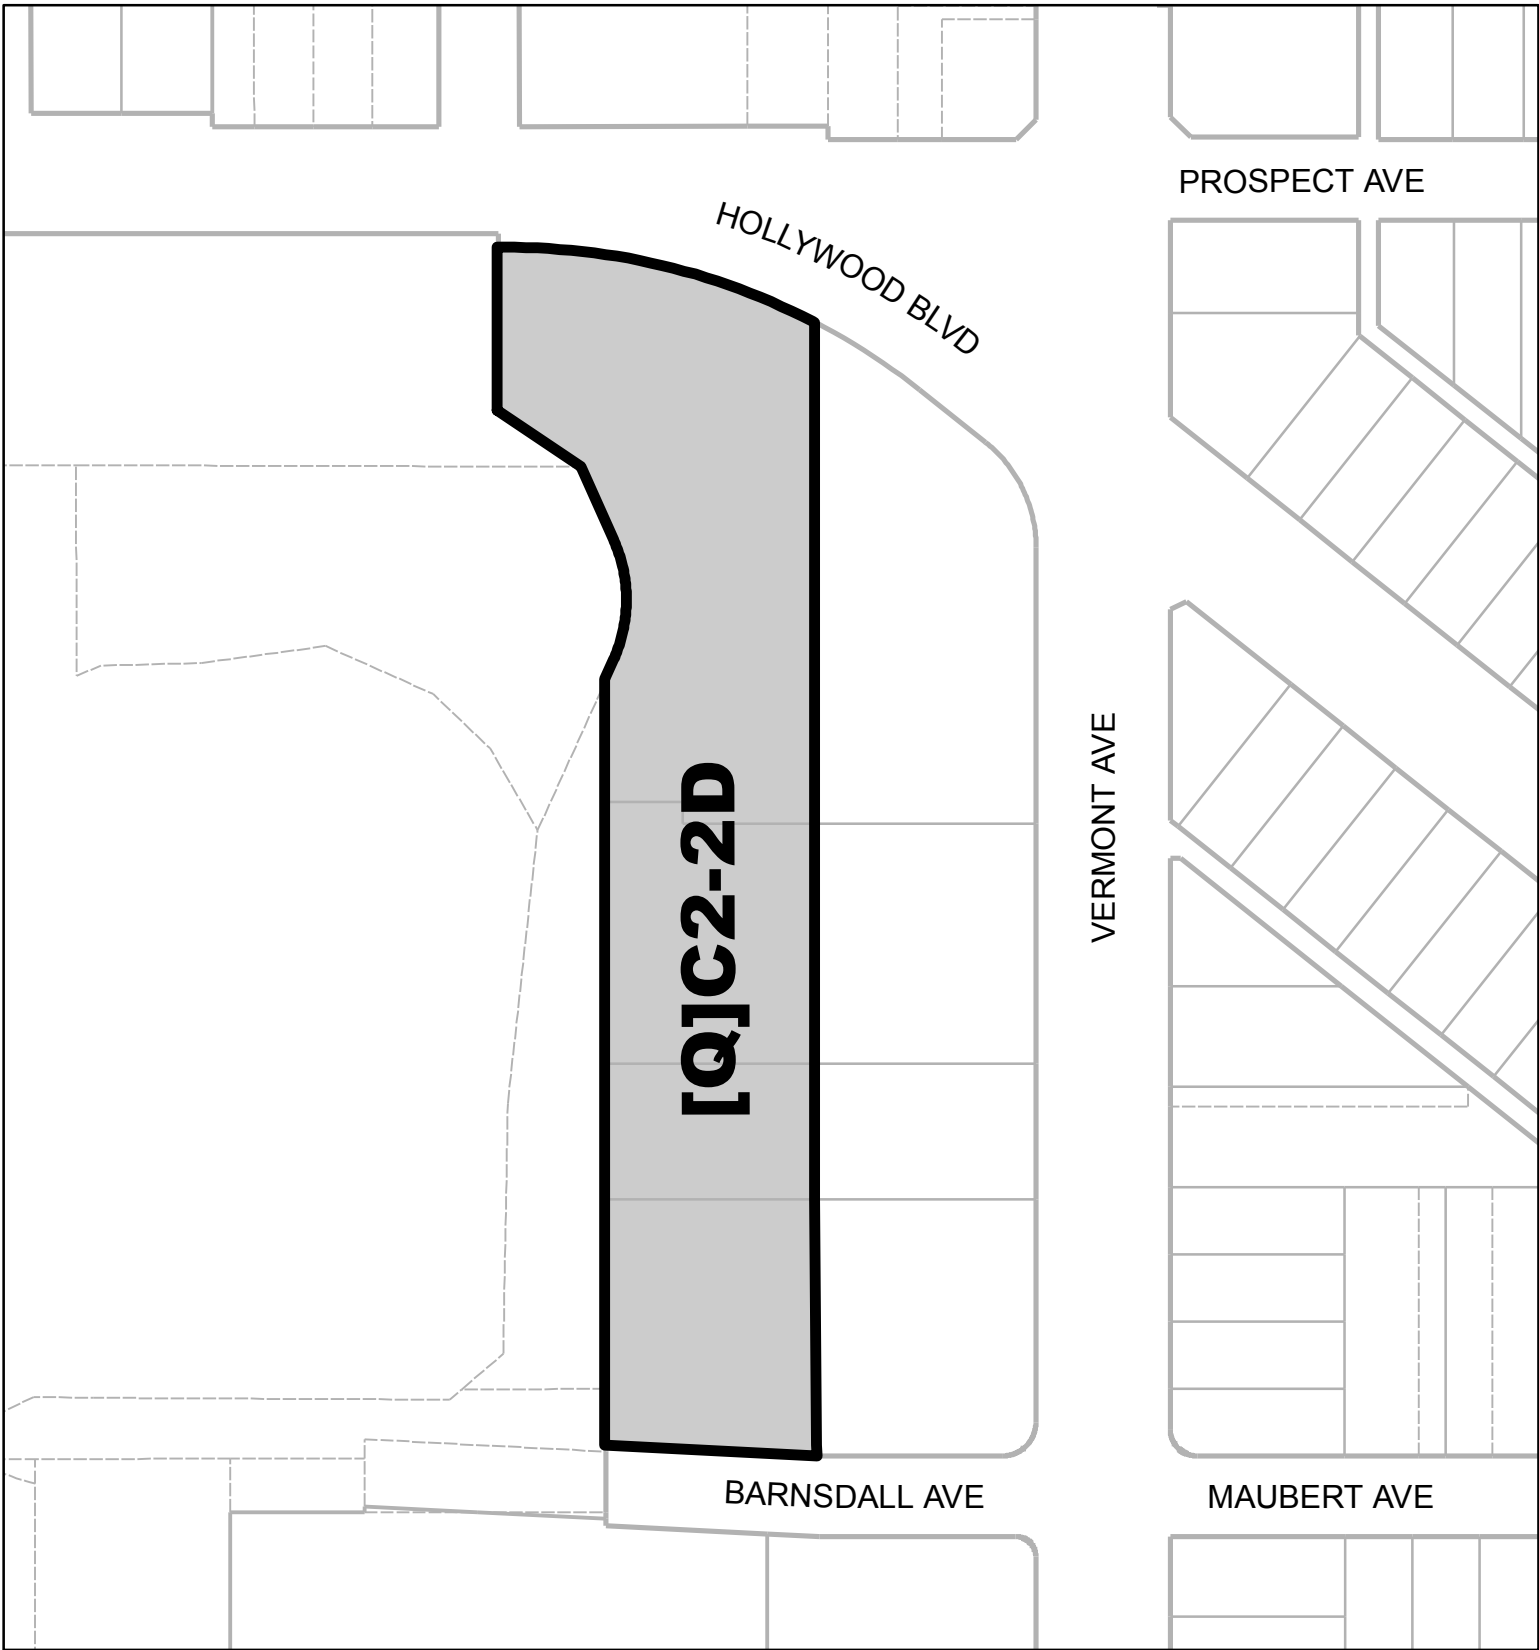 PROSPECT AVE
HOLLYWOOD BLVD
VERMONT AVE
[Q]C2-2D
BARNSDALL AVE
MAUBERT AVE